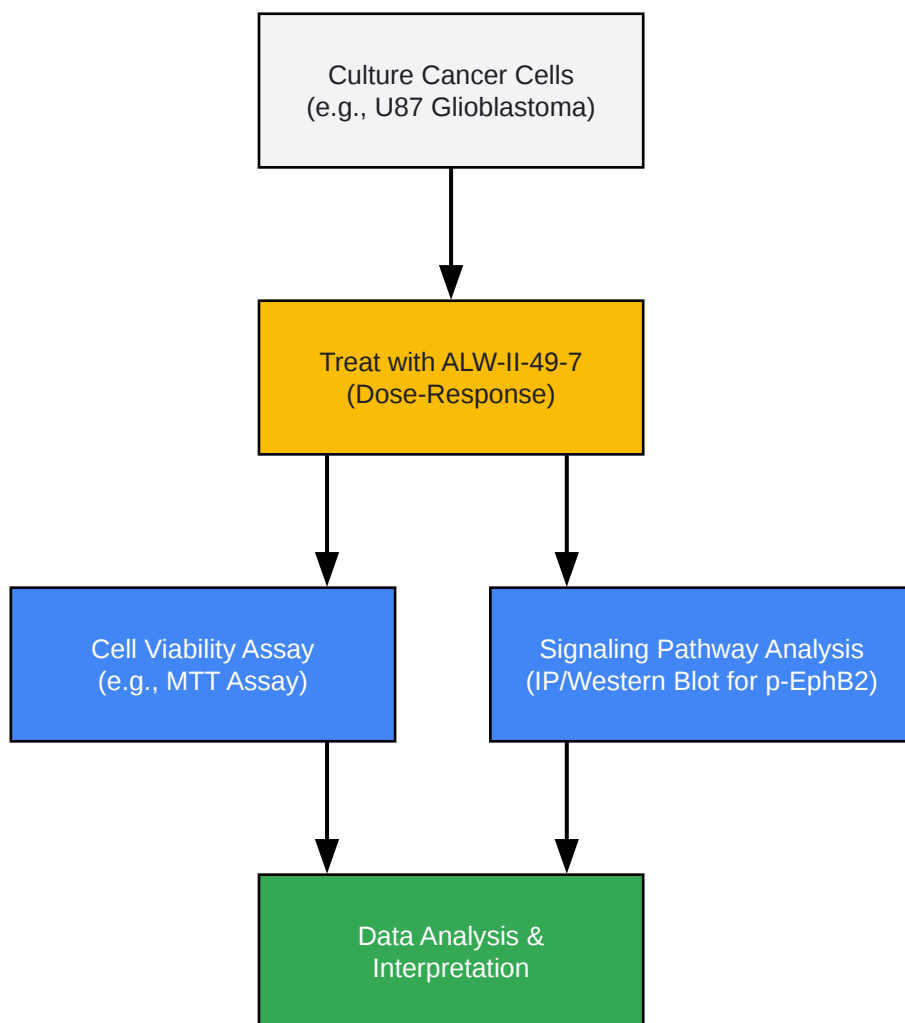 Culture Cancer Cells
(e.g., U87 Glioblastoma)
Treat with ALW-II-49-7
(Dose-Response)
Cell Viability Assay
(e.g., MTT Assay)
Signaling Pathway Analysis
(IP/Western Blot for p-EphB2)
Data Analysis &
Interpretation